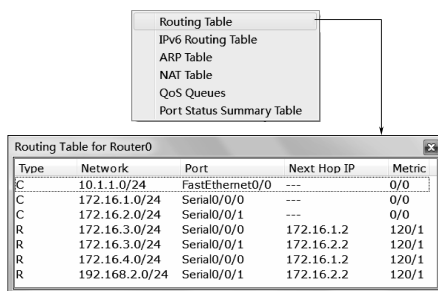 Routing Table
IPv6 Routing Table
ARP Table
NAT Table
QoS Queues
Port Status Summary Table
Routing Table for Router0
Type Network Port Next Hop IP Metric
C 10.1.1.0/24 FastEthernet0/0 --- 0/0
C 172.16.1.0/24 Serial0/0/0 --- 0/0
C 172.16.2.0/24 Serial0/0/1 --- 0/0
R 172.16.3.0/24 Serial0/0/0 172.16.1.2 120/1
R 172.16.3.0/24 Serial0/0/1 172.16.2.2 120/1
R 172.16.4.0/24 Serial0/0/0 172.16.1.2 120/1
R 192.168.2.0/24 Serial0/0/1 172.16.2.2 120/1